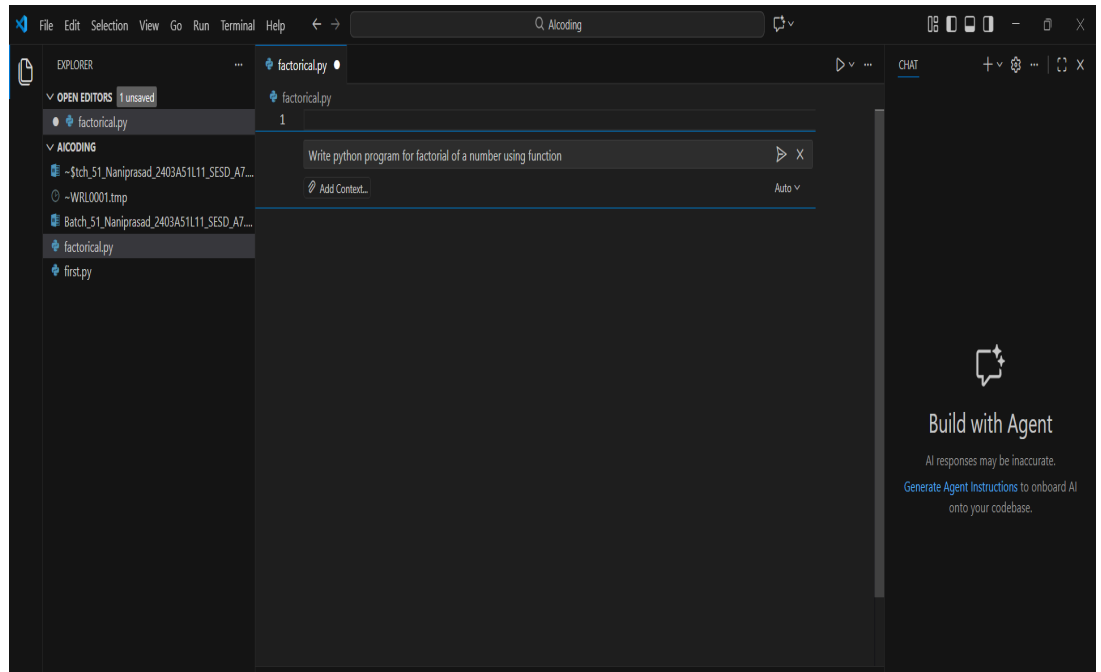 File Edit Selection View Go Run Terminal Help AIcoding
EXPLORER
OPEN EDITORS 1 unsaved
factorical.py
AICODING
~$tch_51_Naniprasad_2403A51L11_SESD_A7....
~WRL0001.tmp
Batch_51_Naniprasad_2403A51L11_SESD_A7....
factorical.py
first.py
factorical.py
factorical.py
1
Write python program for factorial of a number using function
Add Context...
Auto
CHAT
Build with Agent
AI responses may be inaccurate.
Generate Agent Instructions to onboard AI
onto your codebase.